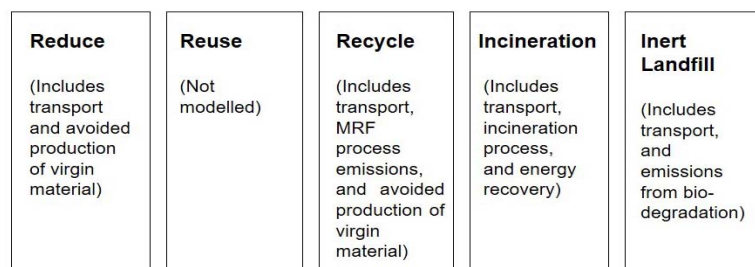 Reduce
(Includes
transport
and avoided
production
of virgin
material)
Reuse
(Not
modelled)
Recycle
(Includes
transport,
MRF
process
emissions,
and avoided
production of
virgin
material)
Incineration
(Includes
transport,
incineration
process,
and energy
recovery)
Inert
Landfill
(Includes
transport,
and
emissions
from bio-
degradation)